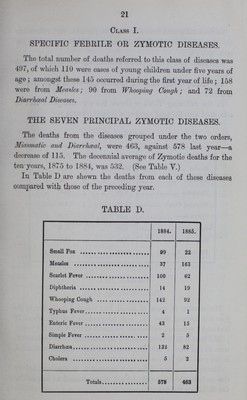 21
CLASS I.
SPECIFIC FEBRILE OR ZYMOTIC DISEASES.
The total number of deaths referred to this class of diseases was
497, of which 110 were cases of young children under five years of
age; amongst these 145 occurred during the first year of life; 158
were from Measles; 90 from Whooping Cough; and 72 from
Diarrhœal Diseases.
THE SEVEN PRINCIPAL ZYMOTIC DISEASES.
The deaths from the diseases grouped under the two orders,
Miasmatic and Diarrhœal, were 463, against 578 last year—a
decrease of 115. The decennial average of Zymotic deaths for the
ten years, 1875 to 1884, was 532. (See Table V.)
In Table D are shewn the deaths from each of these diseases
compared with those of the preceding year.
TABLE D.
1884. 1885.
Small Pox 99 22
Measles 37 163
Scarlet Fever 100 62
Diphtheria 14 19
Whooping Cough 143 92
Typhus Fever 4 1
Enteric Fever 42 15
Simple Fever 2 5
Diarrhœa 132 82
Cholera 5 2
Totals 578 463